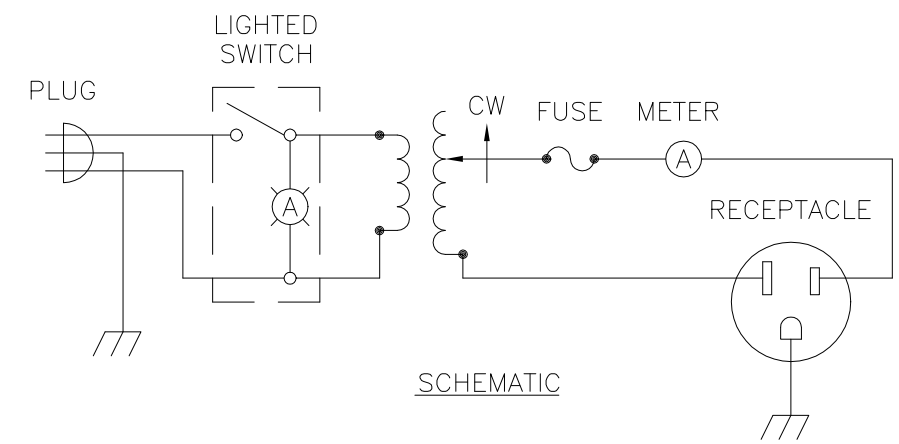 LIGHTED
SWITCH
PLUG
CW
FUSE
METER
A
A
RECEPTACLE
SCHEMATIC